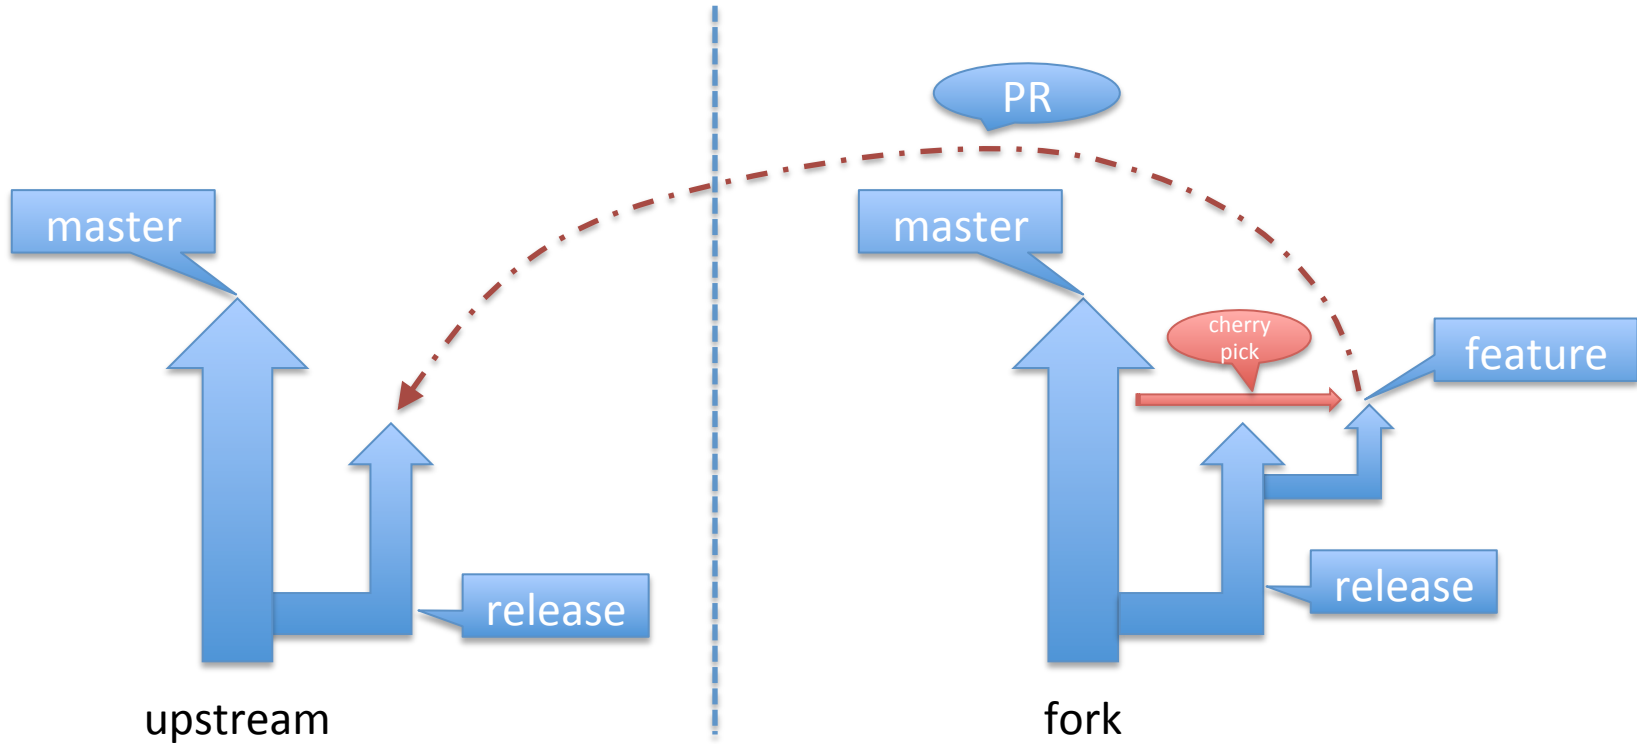 PR
master
master
cherry
pick
feature
release
release
upstream
fork